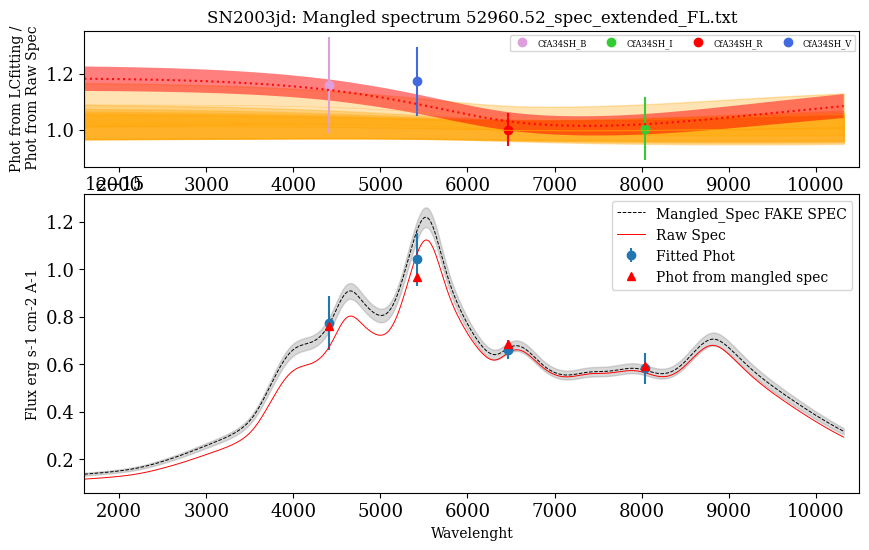 SN2003jd: Mangled spectrum 52960.52_spec_extended_FL.txt
Phot from LCfitting /
Phot from Raw Spec
CfA34SH_B CfA34SH_I CfA34SH_R CfA34SH_V
1.2
1.0
2000 3000 4000 5000 6000 7000 8000 9000 10000
1e−15
Mangled_Spec FAKE SPEC
Raw Spec
Fitted Phot
Phot from mangled spec
Flux erg s-1 cm-2 A-1
1.2
1.0
0.8
0.6
0.4
0.2
2000 3000 4000 5000 6000 7000 8000 9000 10000
Wavelenght